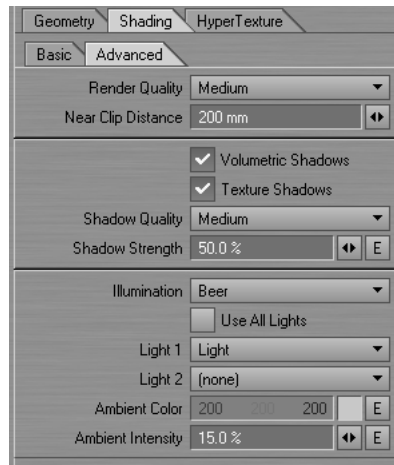 Geometry Shading HyperTexture
Basic Advanced
Render Quality Medium
Near Clip Distance 200 mm
Volumetric Shadows
Texture Shadows
Shadow Quality Medium
Shadow Strength 50.0 % E
Illumination Beer
Use All Lights
Light 1 Light
Light 2 (none)
Ambient Color 200 200 200 E
Ambient Intensity 15.0 % E